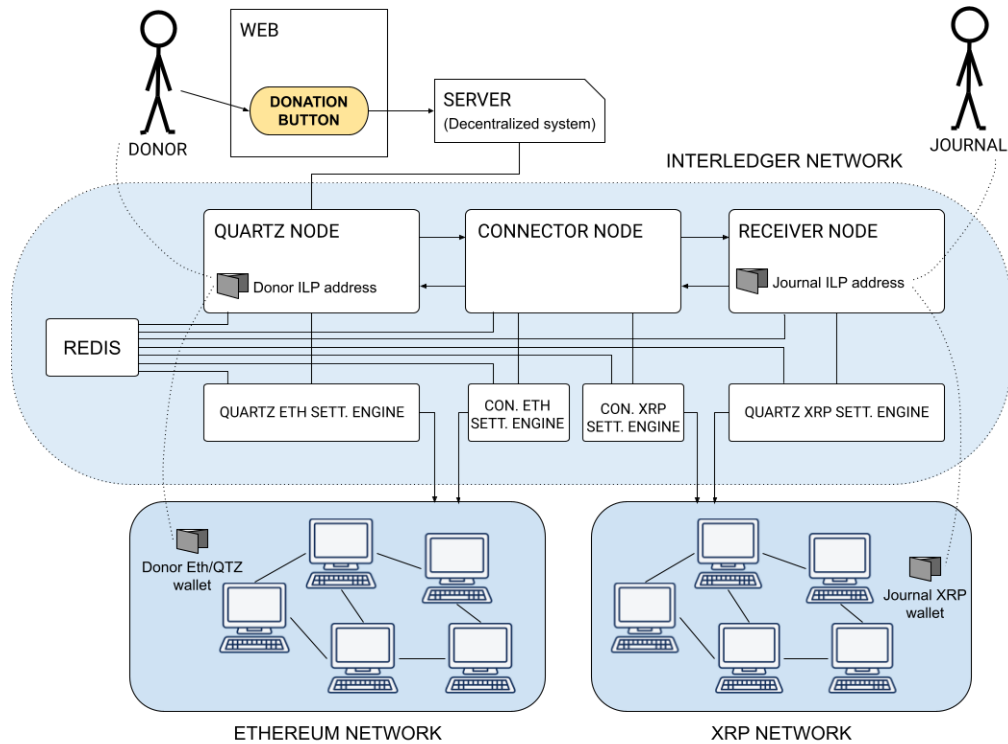 WEB
DONATION
BUTTON
SERVER
(Decentralized system)
DONOR
JOURNAL
INTERLEDGER NETWORK
QUARTZ NODE
Donor ILP address
CONNECTOR NODE
RECEIVER NODE
Journal ILP address
REDIS
QUARTZ ETH SETT. ENGINE
CON. ETH
SETT. ENGINE
CON. XRP
SETT. ENGINE
QUARTZ XRP SETT. ENGINE
Donor Eth/QTZ
wallet
Journal XRP
wallet
ETHEREUM NETWORK
XRP NETWORK